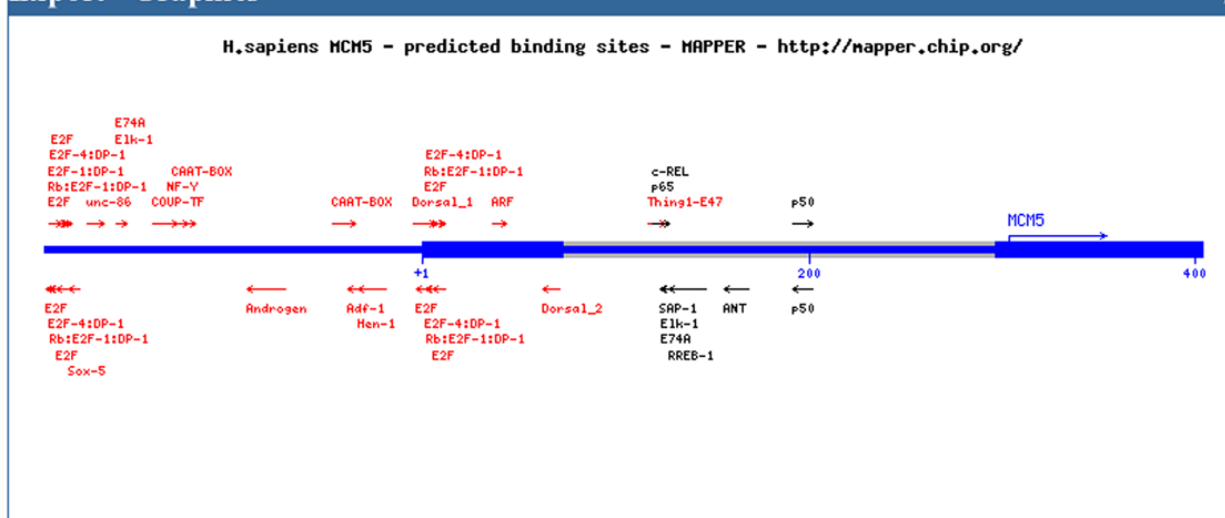 H.sapiens MCM5 - predicted binding sites - MAPPER - http://mapper.chip.org/
E74A
E2F Elk-1
E2F-4:DP-1 E2F-4:DP-1
E2F-1:DP-1 CAAT-BOX Rb:E2F-1:DP-1 c-REL
Rb:E2F-1:DP-1 NF-Y E2F p65
E2F unc-86 COUP-TF CAAT-BOX Dorsal_1 ARF Thing1-E47 p50
MCM5
+1 200 400
E2F Androgen Adf-1 E2F Dorsal_2 SAP-1 ANT p50
E2F-4:DP-1 Hen-1 E2F-4:DP-1 Elk-1
Rb:E2F-1:DP-1 Rb:E2F-1:DP-1 E74A
E2F E2F RREB-1
Sox-5